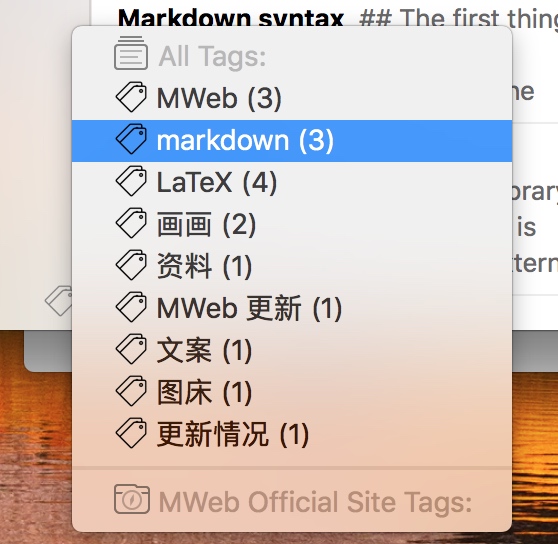 Markdown syntax ## The first thing
All Tags:
MWeb (3)
markdown (3)
LaTeX (4)
画画 (2)
资料 (1)
MWeb 更新 (1)
文案 (1)
图床 (1)
更新情况 (1)
MWeb Official Site Tags:
is